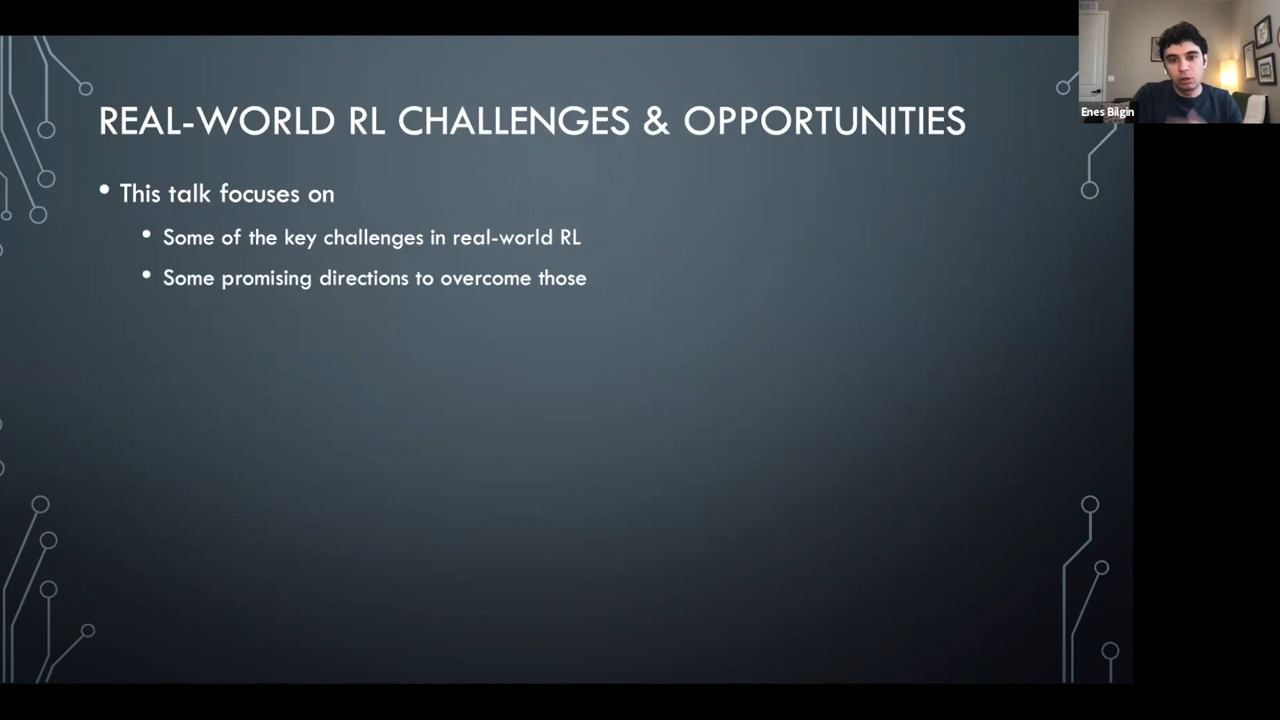 REAL-WORLD RL CHALLENGES & OPPORTUNITIES
• This talk focuses on
• Some of the key challenges in real-world RL
• Some promising directions to overcome those
Enes Bilgin